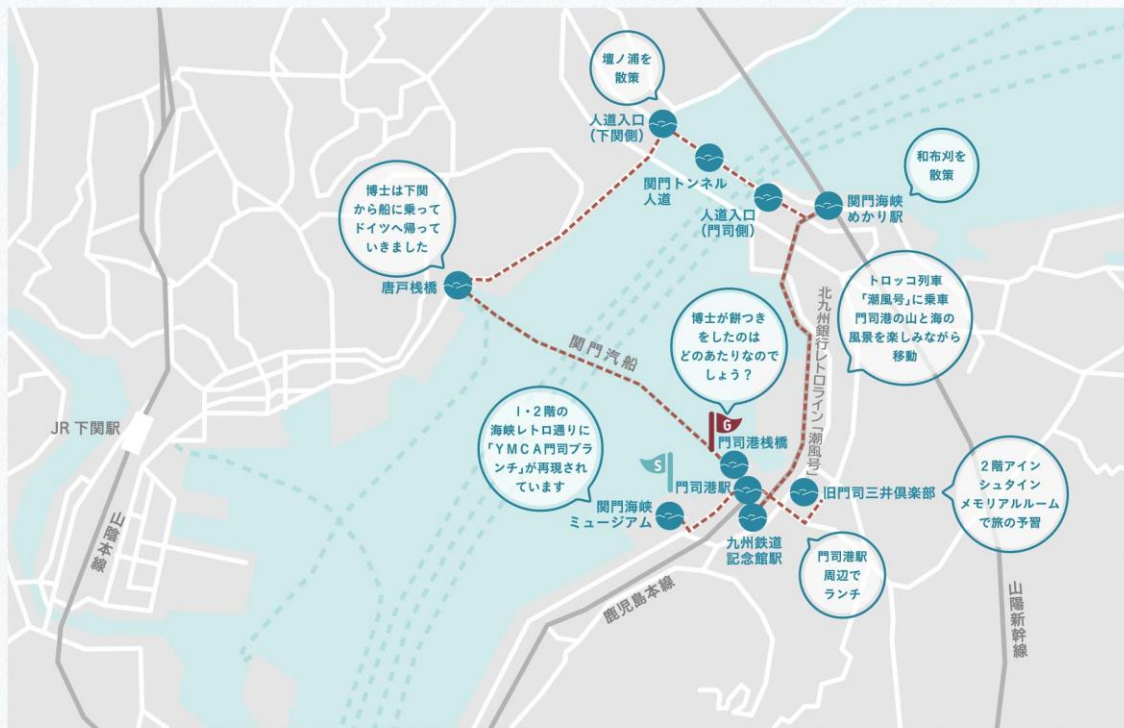 壇ノ浦を
散策
人道入口
(下関側)
関門トンネル
人道
人道入口
(門司側)
和布刈を
散策
関門海峡
めかり駅
博士は下関
から船に乗って
ドイツへ帰って
いきました
唐戸桟橋
関門汽船
トロッコ列車
「潮風号」に乗車
門司港の山と海の
風景を楽しみながら
移動
北九州銀行レトロライン「潮風号」
博士が餅つき
をしたのは
どのあたりなので
しょう?
G
門司港桟橋
1・2階の
海峡レトロ通りに
「YMCA門司ブラ
ンチ」が再現され
ています
S
門司港駅
関門海峡
ミュージアム
九州鉄道
記念館駅
旧門司三井倶楽部
2階アイン
シュタイン
メモリアルルーム
で旅の予習
門司港駅
周辺で
ランチ
JR下関駅
山陰本線
鹿児島本線
山陽新幹線